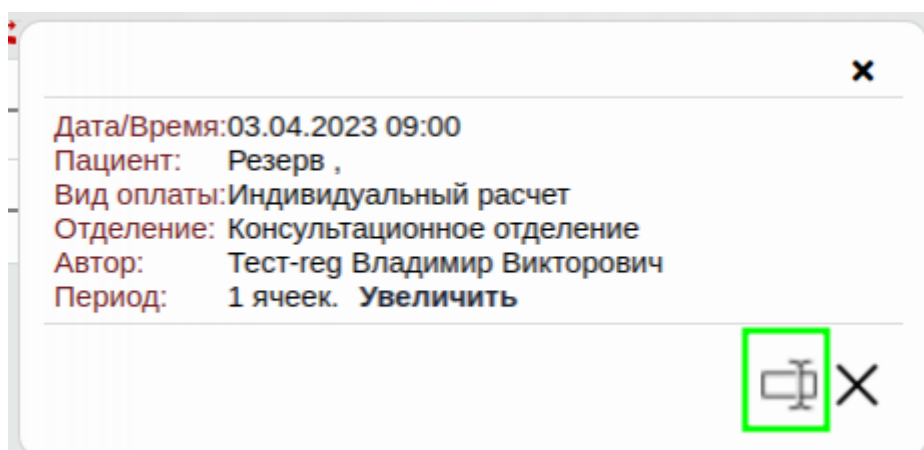 Дата/Время:03.04.2023 09:00
Пациент: Резерв ,
Вид оплаты:Индивидуальный расчет
Отделение: Консультационное отделение
Автор: Тест-reg Владимир Викторович
Период: 1 ячеек. Увеличить